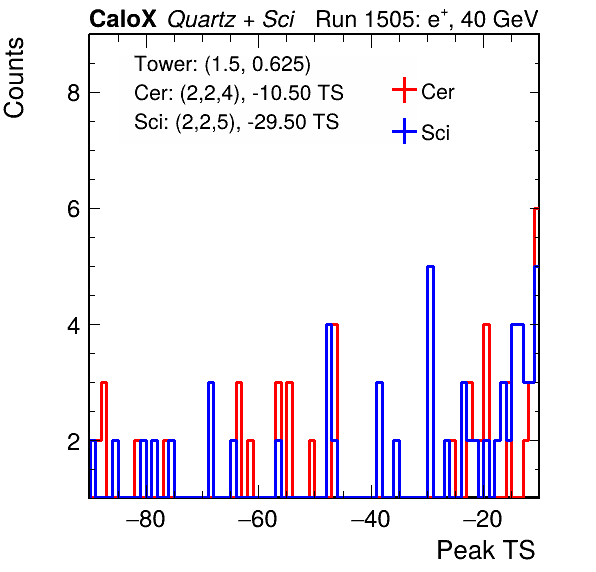 CaloX Quartz + Sci Run 1505: e⁺, 40 GeV
Counts
Tower: (1.5, 0.625)
Cer: (2,2,4), -10.50 TS
Sci: (2,2,5), -29.50 TS
Cer
Sci
8
6
4
2
−80 −60 −40 −20
Peak TS